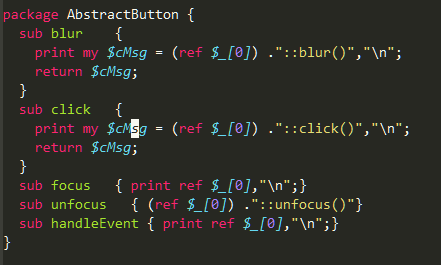 package AbstractButton {
  sub blur    {
    print my $cMsg = (ref $_[0]) ."::blur()","\n";
    return $cMsg;
  }
  sub click   {
    print my $cMsg = (ref $_[0]) ."::click()","\n";
    return $cMsg;
  }
  sub focus   { print ref $_[0],"\n";}
  sub unfocus   { (ref $_[0]) ."::unfocus()"}
  sub handleEvent { print ref $_[0],"\n";}
}